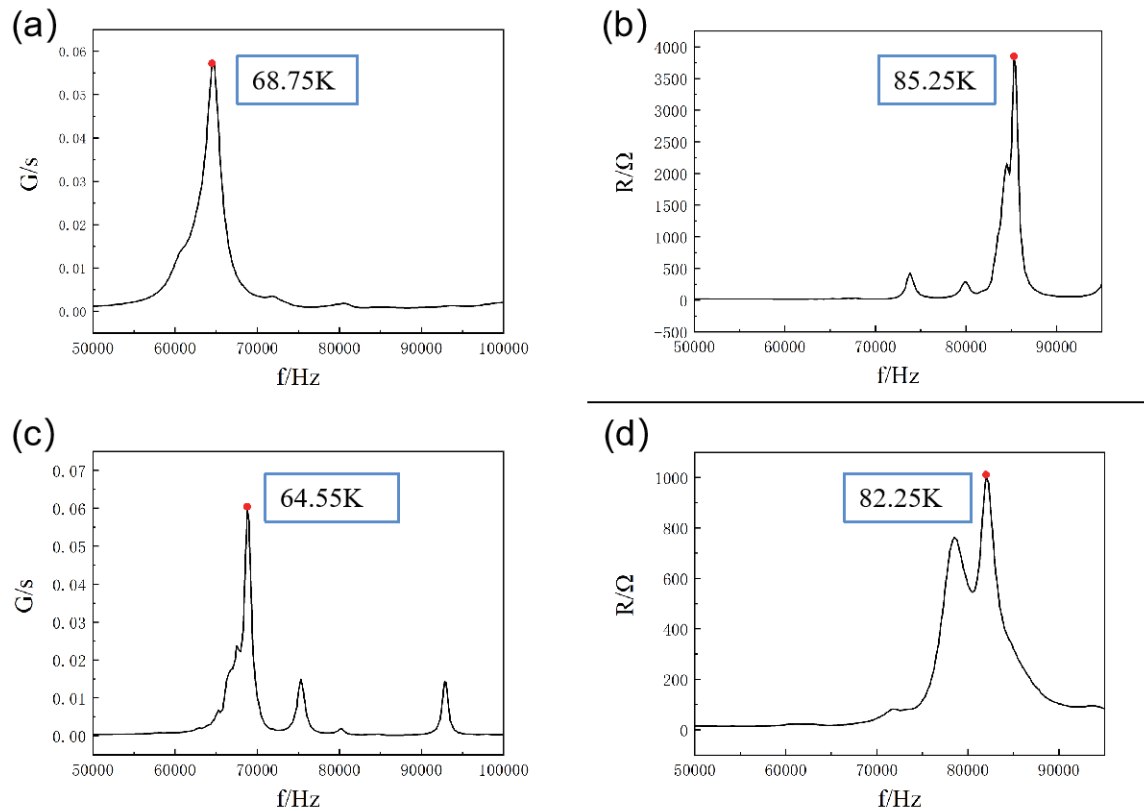 (a)
0.06
0.05
0.04
0.03
0.02
0.01
0.00
G/s
68.75K
50000 60000 70000 80000 90000 100000
f/Hz
(b)
4000
3500
3000
2500
2000
1500
1000
500
0
-500
R/Ω
85.25K
50000 60000 70000 80000 90000
f/Hz
(c)
0.07
0.06
0.05
0.04
0.03
0.02
0.01
0.00
G/s
64.55K
50000 60000 70000 80000 90000 100000
f/Hz
(d)
1000
800
600
400
200
0
R/Ω
82.25K
50000 60000 70000 80000 90000
f/Hz